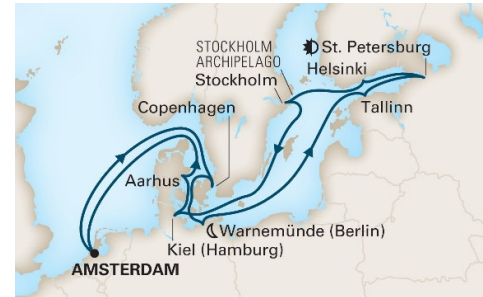 STOCKHOLM
ARCHIPELAGO
Stockholm
St. Petersburg
Helsinki
Copenhagen
Tallinn
Aarhus
Warnemünde (Berlin)
Kiel (Hamburg)
AMSTERDAM